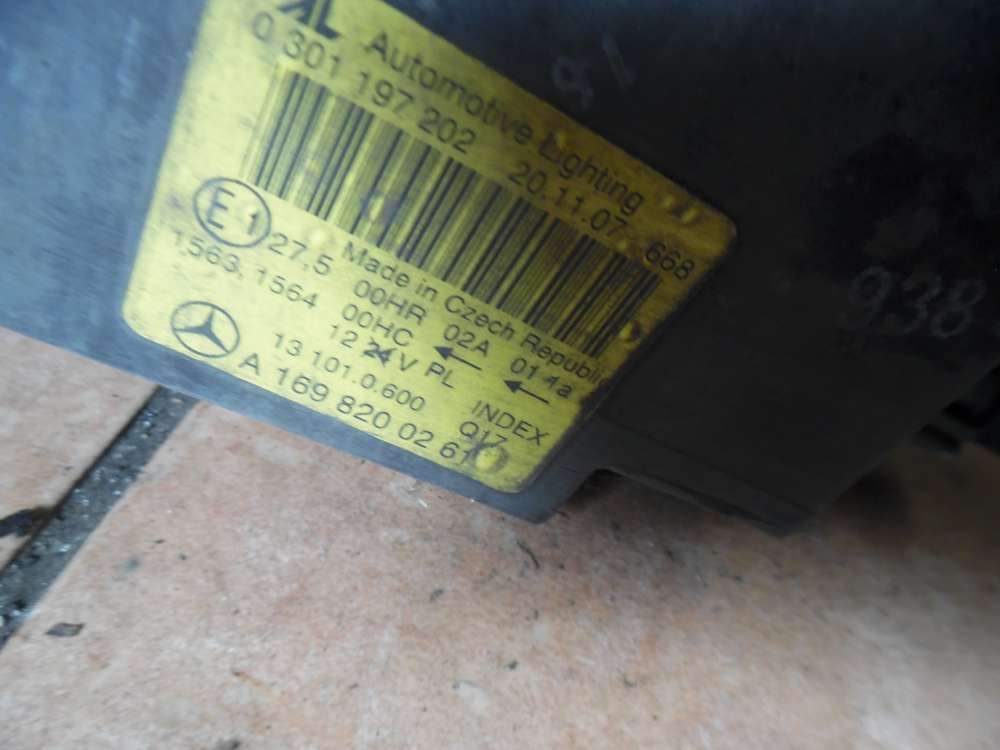 AL Automotive Lighting
0 301 197 202 20.11.07 668
E1 27,5 Made in Czech Republic
1563, 1564 00HR 02A 01 1a
00HC
12 24 V PL
13 101.0.600 INDEX
A 169 820 02 61 Q17
938